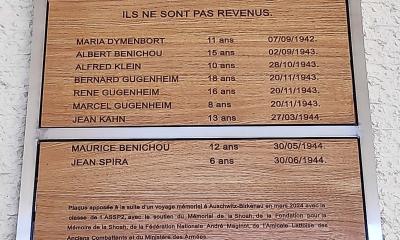 ILS NE SONT PAS REVENUS.
MARIA DYMENBORT 11 ans 07/09/1942.
ALBERT BENICHOU 15 ans 02/09/1943.
ALFRED KLEIN 10 ans 28/10/1943.
BERNARD GUGENHEIM 18 ans 20/11/1943.
RENE GUGENHEIM 16 ans 20/11/1943.
MARCEL GUGENHEIM 8 ans 20/11/1943.
JEAN KAHN 13 ans 27/03/1944.
MAURICE BENICHOU 12 ans 30/05/1944.
JEAN SPIRA 6 ans 30/06/1944.
Plaque apposée à la suite d'un voyage mémoriel à Auschwitz-Birkenau en mars 2024 avec la
classe de 1 ASSP2, avec le soutien du Mémorial de la Shoah, de la Fondation pour la
Mémoire de la Shoah, de la Fédération Nationale André Maginot, de l'Amicale Laïtoise des
Anciens Combattants et du Ministère des Armées.